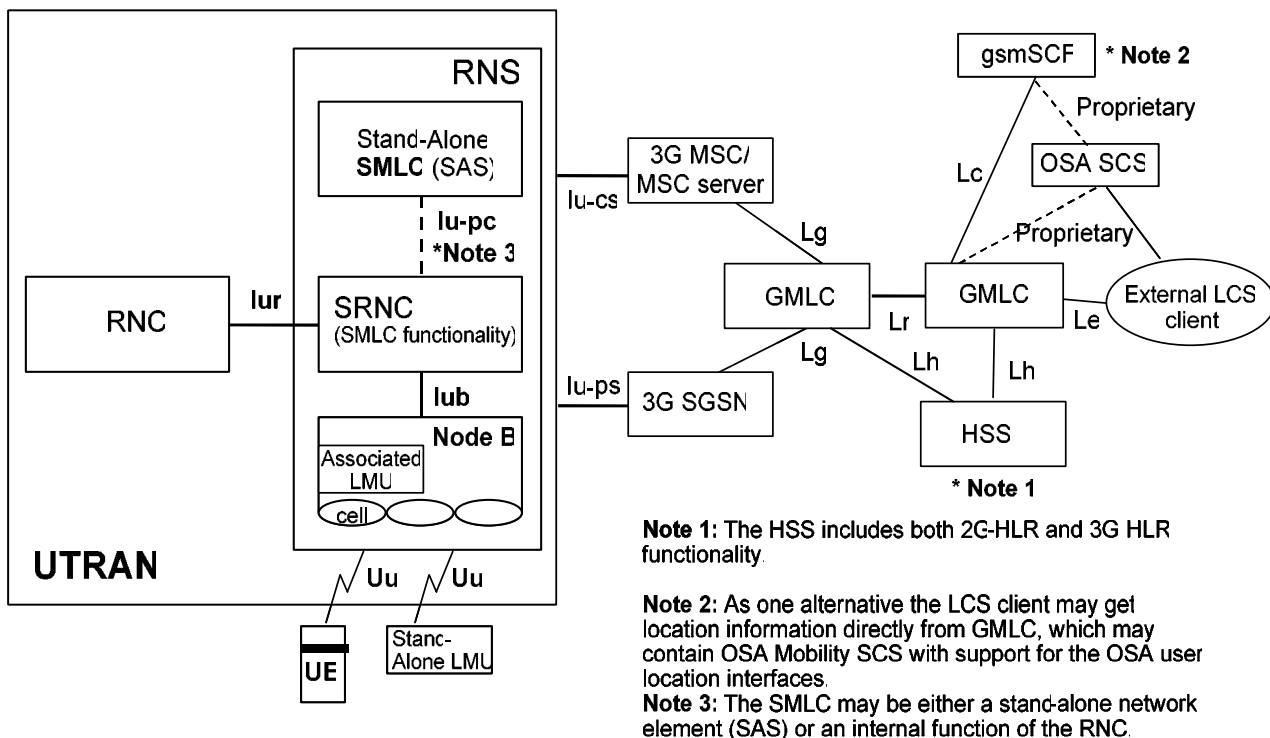 RNS
gsmSCF
* Note 2
Proprietary
Stand-Alone
SMLC (SAS)
3G MSC/
MSC server
OSA SCS
Lc
Iu-cs
Iu-pc
*Note 3
Lg
Proprietary
RNC
Iur
SRNC
(SMLC functionality)
GMLC
Lr
GMLC
Le
External LCS
client
Lg
Lh
Lh
Iub
Iu-ps
3G SGSN
HSS
* Note 1
Node B
Associated
LMU
cell
UTRAN
Uu
Uu
UE
Stand-
Alone LMU
Note 1: The HSS includes both 2G-HLR and 3G HLR
functionality.
Note 2: As one alternative the LCS client may get
location information directly from GMLC, which may
contain OSA Mobility SCS with support for the OSA user
location interfaces.
Note 3: The SMLC may be either a stand-alone network
element (SAS) or an internal function of the RNC.